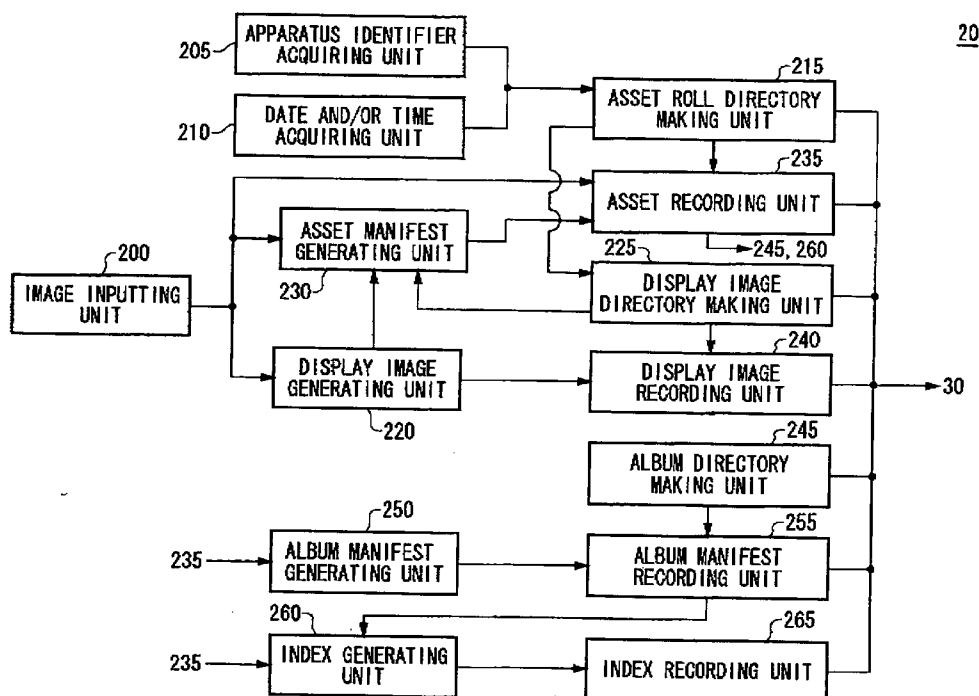 20
205
APPARATUS IDENTIFIER
ACQUIRING UNIT
210
DATE AND/OR TIME
ACQUIRING UNIT
215
ASSET ROLL DIRECTORY
MAKING UNIT
235
ASSET RECORDING UNIT
245, 260
200
IMAGE INPUTTING
UNIT
ASSET MANIFEST
GENERATING UNIT
230
225
DISPLAY IMAGE
DIRECTORY MAKING UNIT
DISPLAY IMAGE
GENERATING UNIT
220
240
DISPLAY IMAGE
RECORDING UNIT
30
245
ALBUM DIRECTORY
MAKING UNIT
235
250
ALBUM MANIFEST
GENERATING UNIT
255
ALBUM MANIFEST
RECORDING UNIT
235
260
INDEX GENERATING
UNIT
265
INDEX RECORDING UNIT